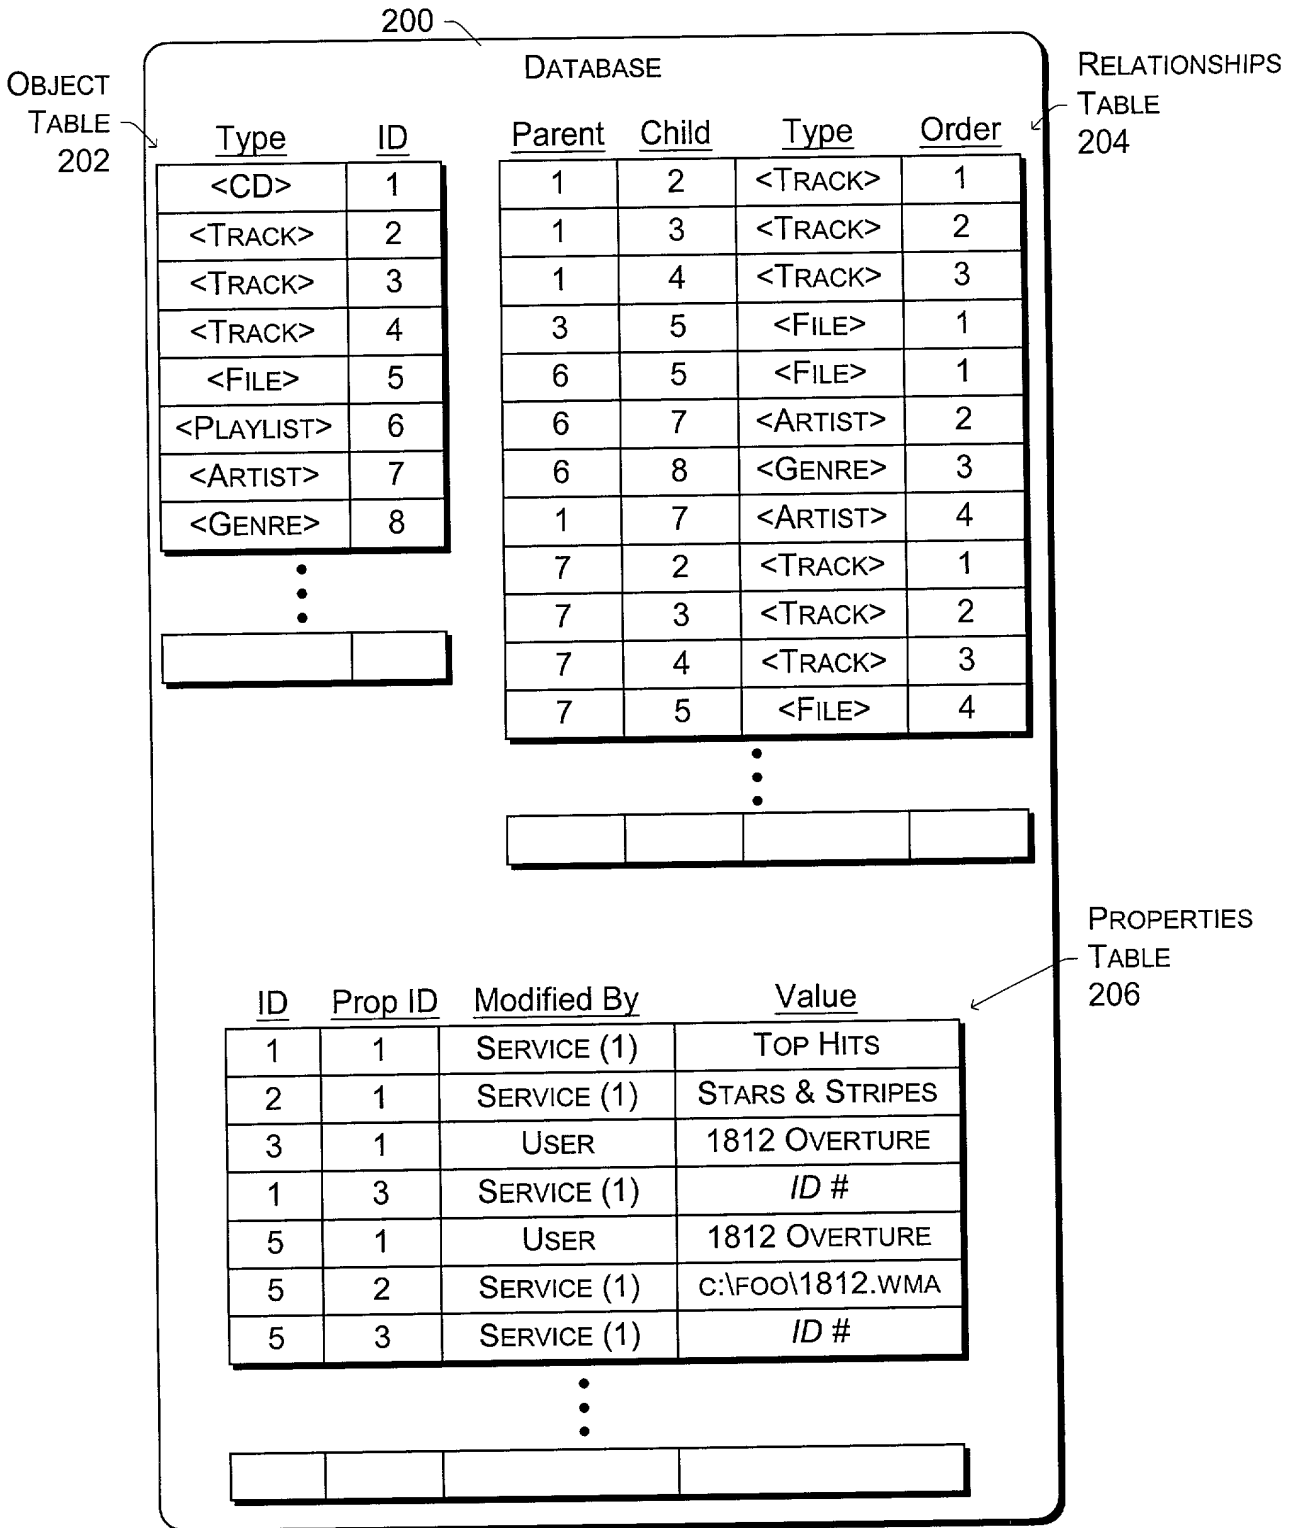 200
DATABASE
OBJECT
TABLE
202
RELATIONSHIPS
TABLE
204
Type ID
<CD> 1
<TRACK> 2
<TRACK> 3
<TRACK> 4
<FILE> 5
<PLAYLIST> 6
<ARTIST> 7
<GENRE> 8
Parent Child Type Order
1 2 <TRACK> 1
1 3 <TRACK> 2
1 4 <TRACK> 3
3 5 <FILE> 1
6 5 <FILE> 1
6 7 <ARTIST> 2
6 8 <GENRE> 3
1 7 <ARTIST> 4
7 2 <TRACK> 1
7 3 <TRACK> 2
7 4 <TRACK> 3
7 5 <FILE> 4
PROPERTIES
TABLE
206
ID Prop ID Modified By Value
1 1 SERVICE (1) TOP HITS
2 1 SERVICE (1) STARS & STRIPES
3 1 USER 1812 OVERTURE
1 3 SERVICE (1) ID #
5 1 USER 1812 OVERTURE
5 2 SERVICE (1) C:\FOO\1812.WMA
5 3 SERVICE (1) ID #